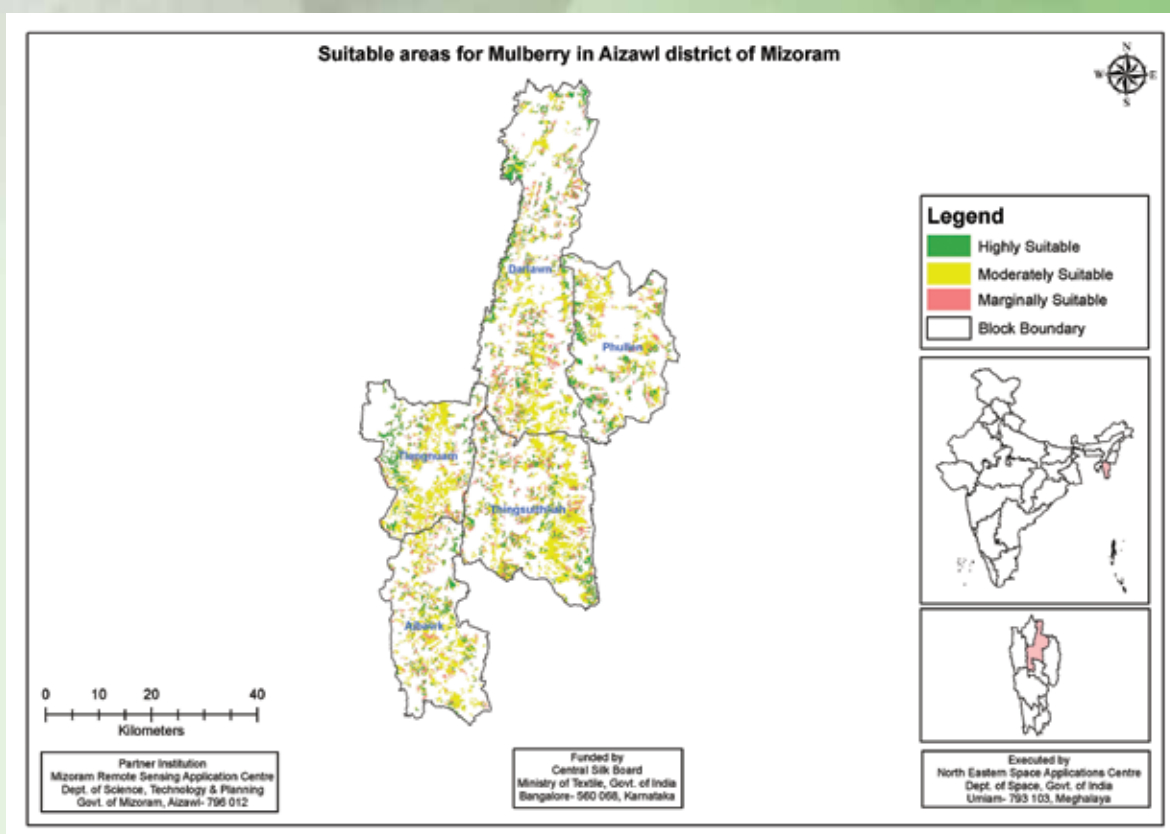 Suitable areas for Mulberry in Aizawl district of Mizoram
N
W E
S
Legend
Highly Suitable
Moderately Suitable
Marginally Suitable
Block Boundary
Darlawn
Phullen
Tlangnuam
Thingsulthliah
Aibawk
0 10 20 40
Kilometers
Partner Institution
Mizoram Remote Sensing Application Centre
Dept. of Science, Technology & Planning
Govt. of Mizoram, Aizawl- 796 012
Funded by
Central Silk Board
Ministry of Textile, Govt. of India
Bangalore- 560 068, Karnataka
Executed by
North Eastern Space Applications Centre
Dept. of Space, Govt. of India
Umiam- 793 103, Meghalaya